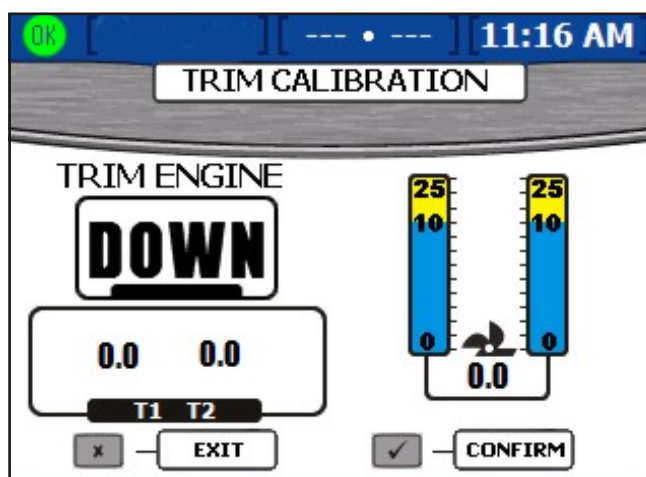 OK [ ] [ --- • --- ] 11:16 AM
TRIM CALIBRATION
TRIM ENGINE
DOWN
0.0 0.0
T1 T2
25 25
10 10
0 0
0.0
x EXIT
✓ CONFIRM